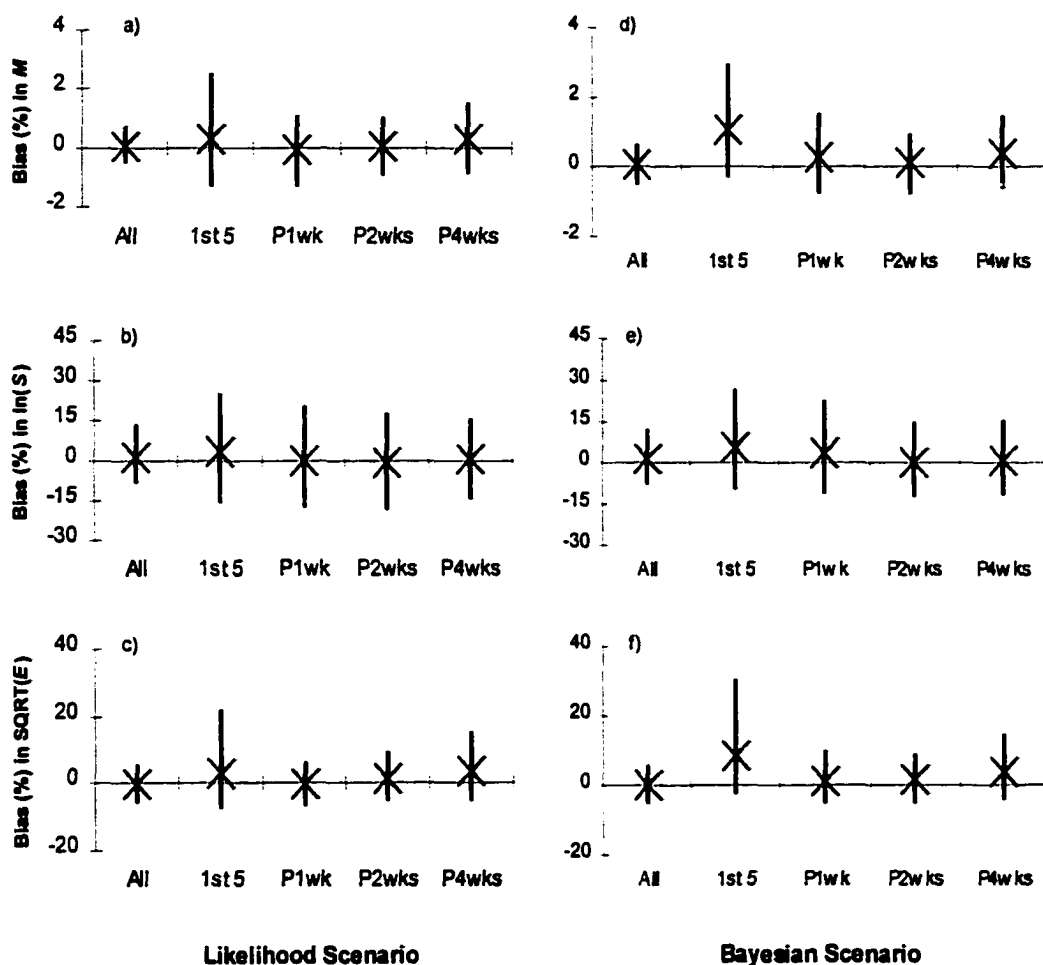 a)
Bias (%) in M
4
2
0
-2
All 1st 5 P1wk P2wks P4wks
d)
4
2
0
-2
All 1st 5 P1wk P2wks P4wks
b)
Bias (%) in ln(S)
45
30
15
0
-15
-30
All 1st 5 P1wk P2wks P4wks
e)
45
30
15
0
-15
-30
All 1st 5 P1wk P2wks P4wks
c)
Bias (%) in SQRT(E)
40
20
0
-20
All 1st 5 P1wk P2wks P4wks
f)
40
20
0
-20
All 1st 5 P1wk P2wks P4wks
Likelihood Scenario
Bayesian Scenario